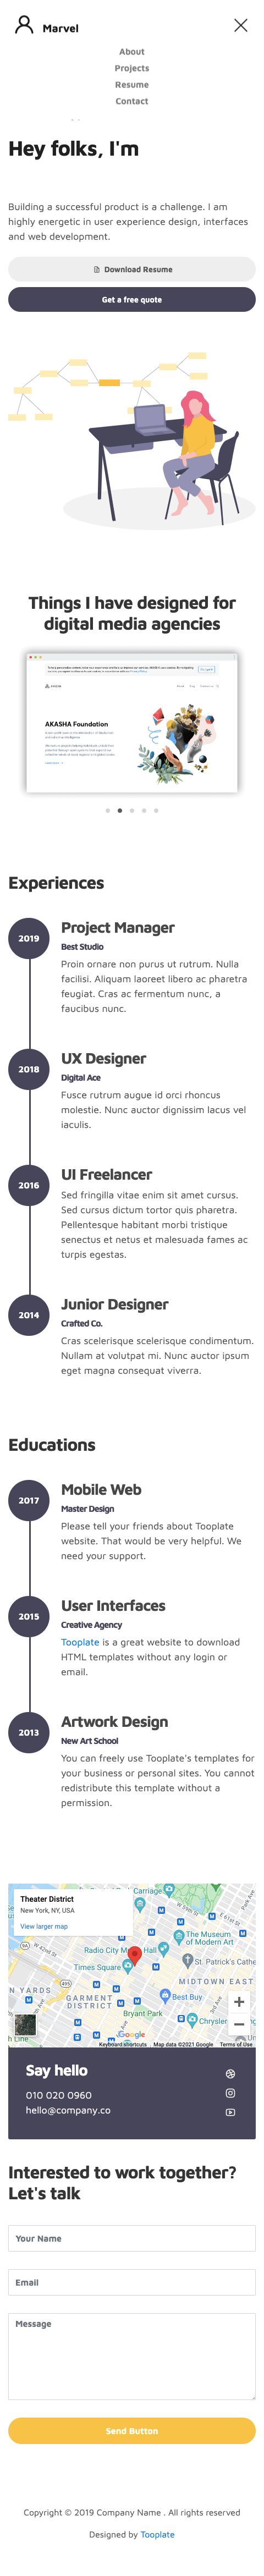 Marvel
About
Projects
Resume
Contact
Hey folks, I'm
Building a successful product is a challenge. I am
highly energetic in user experience design, interfaces
and web development.
Download Resume
Get a free quote
Things I have designed for
digital media agencies
AKASHA Foundation
Experiences
2019
Project Manager
Best Studio
Proin ornare non purus ut rutrum. Nulla
facilisi. Aliquam laoreet libero ac pharetra
feugiat. Cras ac fermentum nunc, a
faucibus nunc.
2018
UX Designer
Digital Ace
Fusce rutrum augue id orci rhoncus
molestie. Nunc auctor dignissim lacus vel
iaculis.
2016
UI Freelancer
Sed fringilla vitae enim sit amet cursus.
Sed cursus dictum tortor quis pharetra.
Pellentesque habitant morbi tristique
senectus et netus et malesuada fames ac
turpis egestas.
2014
Junior Designer
Crafted Co.
Cras scelerisque scelerisque condimentum.
Nullam at volutpat mi. Nunc auctor ipsum
eget magna consequat viverra.
Educations
2017
Mobile Web
Master Design
Please tell your friends about Tooplate
website. That would be very helpful. We
need your support.
2015
User Interfaces
Creative Agency
Tooplate is a great website to download
HTML templates without any login or
email.
2013
Artwork Design
New Art School
You can freely use Tooplate's templates for
your business or personal sites. You cannot
redistribute this template without a
permission.
Theater District
New York, NY, USA
View larger map
Carriage
The Museum
of Modern Art
Radio City Music Hall
St. Patrick's Cathe
Times Square
MIDTOWN EAST
GARMENT
DISTRICT
Best Buy
Bryant Park
Chrysler
Google
Keyboard shortcuts
Map data ©2021 Google
Terms of Use
Say hello
010 020 0960
hello@company.co
Interested to work together?
Let's talk
Your Name
Email
Message
Send Button
Copyright © 2019 Company Name . All rights reserved
Designed by Tooplate